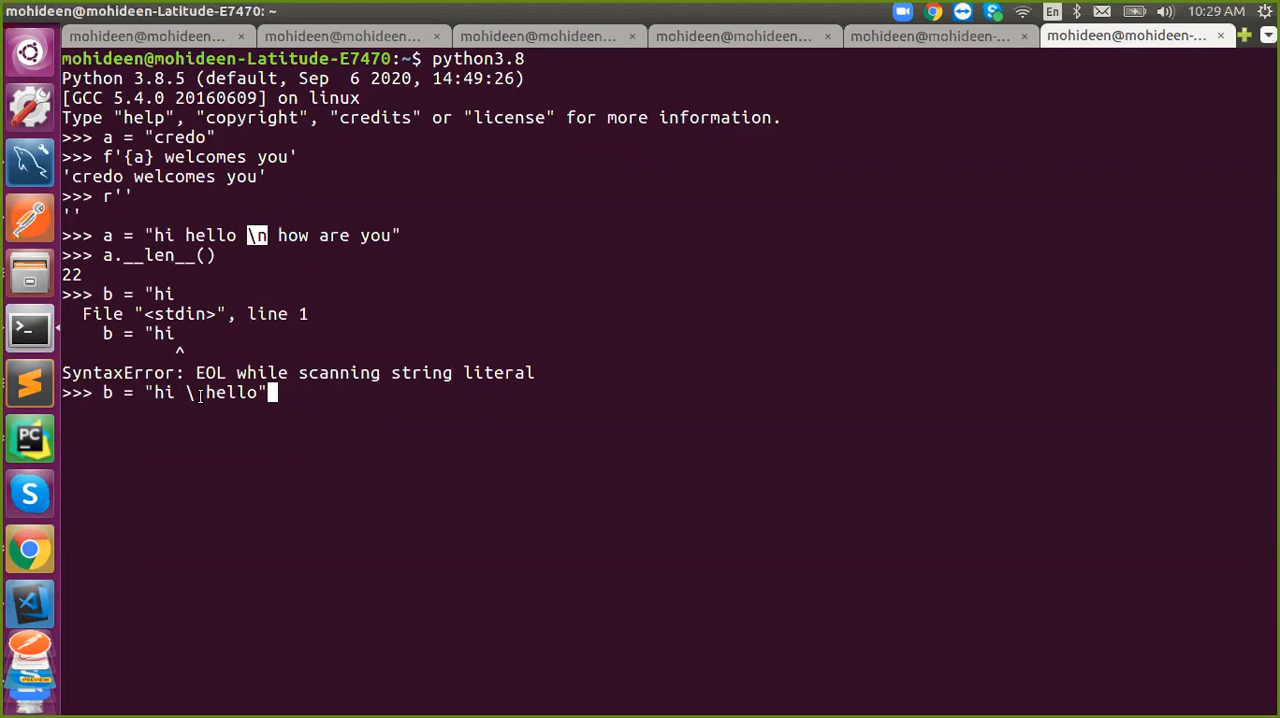 mohideen@mohideen-Latitude-E7470: ~
En
10:29 AM
mohideen@mohideen... × mohideen@mohideen... × mohideen@mohideen... × mohideen@mohideen... × mohideen@mohideen-... × mohideen@mohideen-... ×
mohideen@mohideen-Latitude-E7470:~$ python3.8
Python 3.8.5 (default, Sep  6 2020, 14:49:26)
[GCC 5.4.0 20160609] on linux
Type "help", "copyright", "credits" or "license" for more information.
>>> a = "credo"
>>> f'{a} welcomes you'
'credo welcomes you'
>>> r''
''
>>> a = "hi hello \n how are you"
>>> a.__len__()
22
>>> b = "hi
  File "<stdin>", line 1
    b = "hi
           ^
SyntaxError: EOL while scanning string literal
>>> b = "hi \ hello"
PC
S
PREVIEW